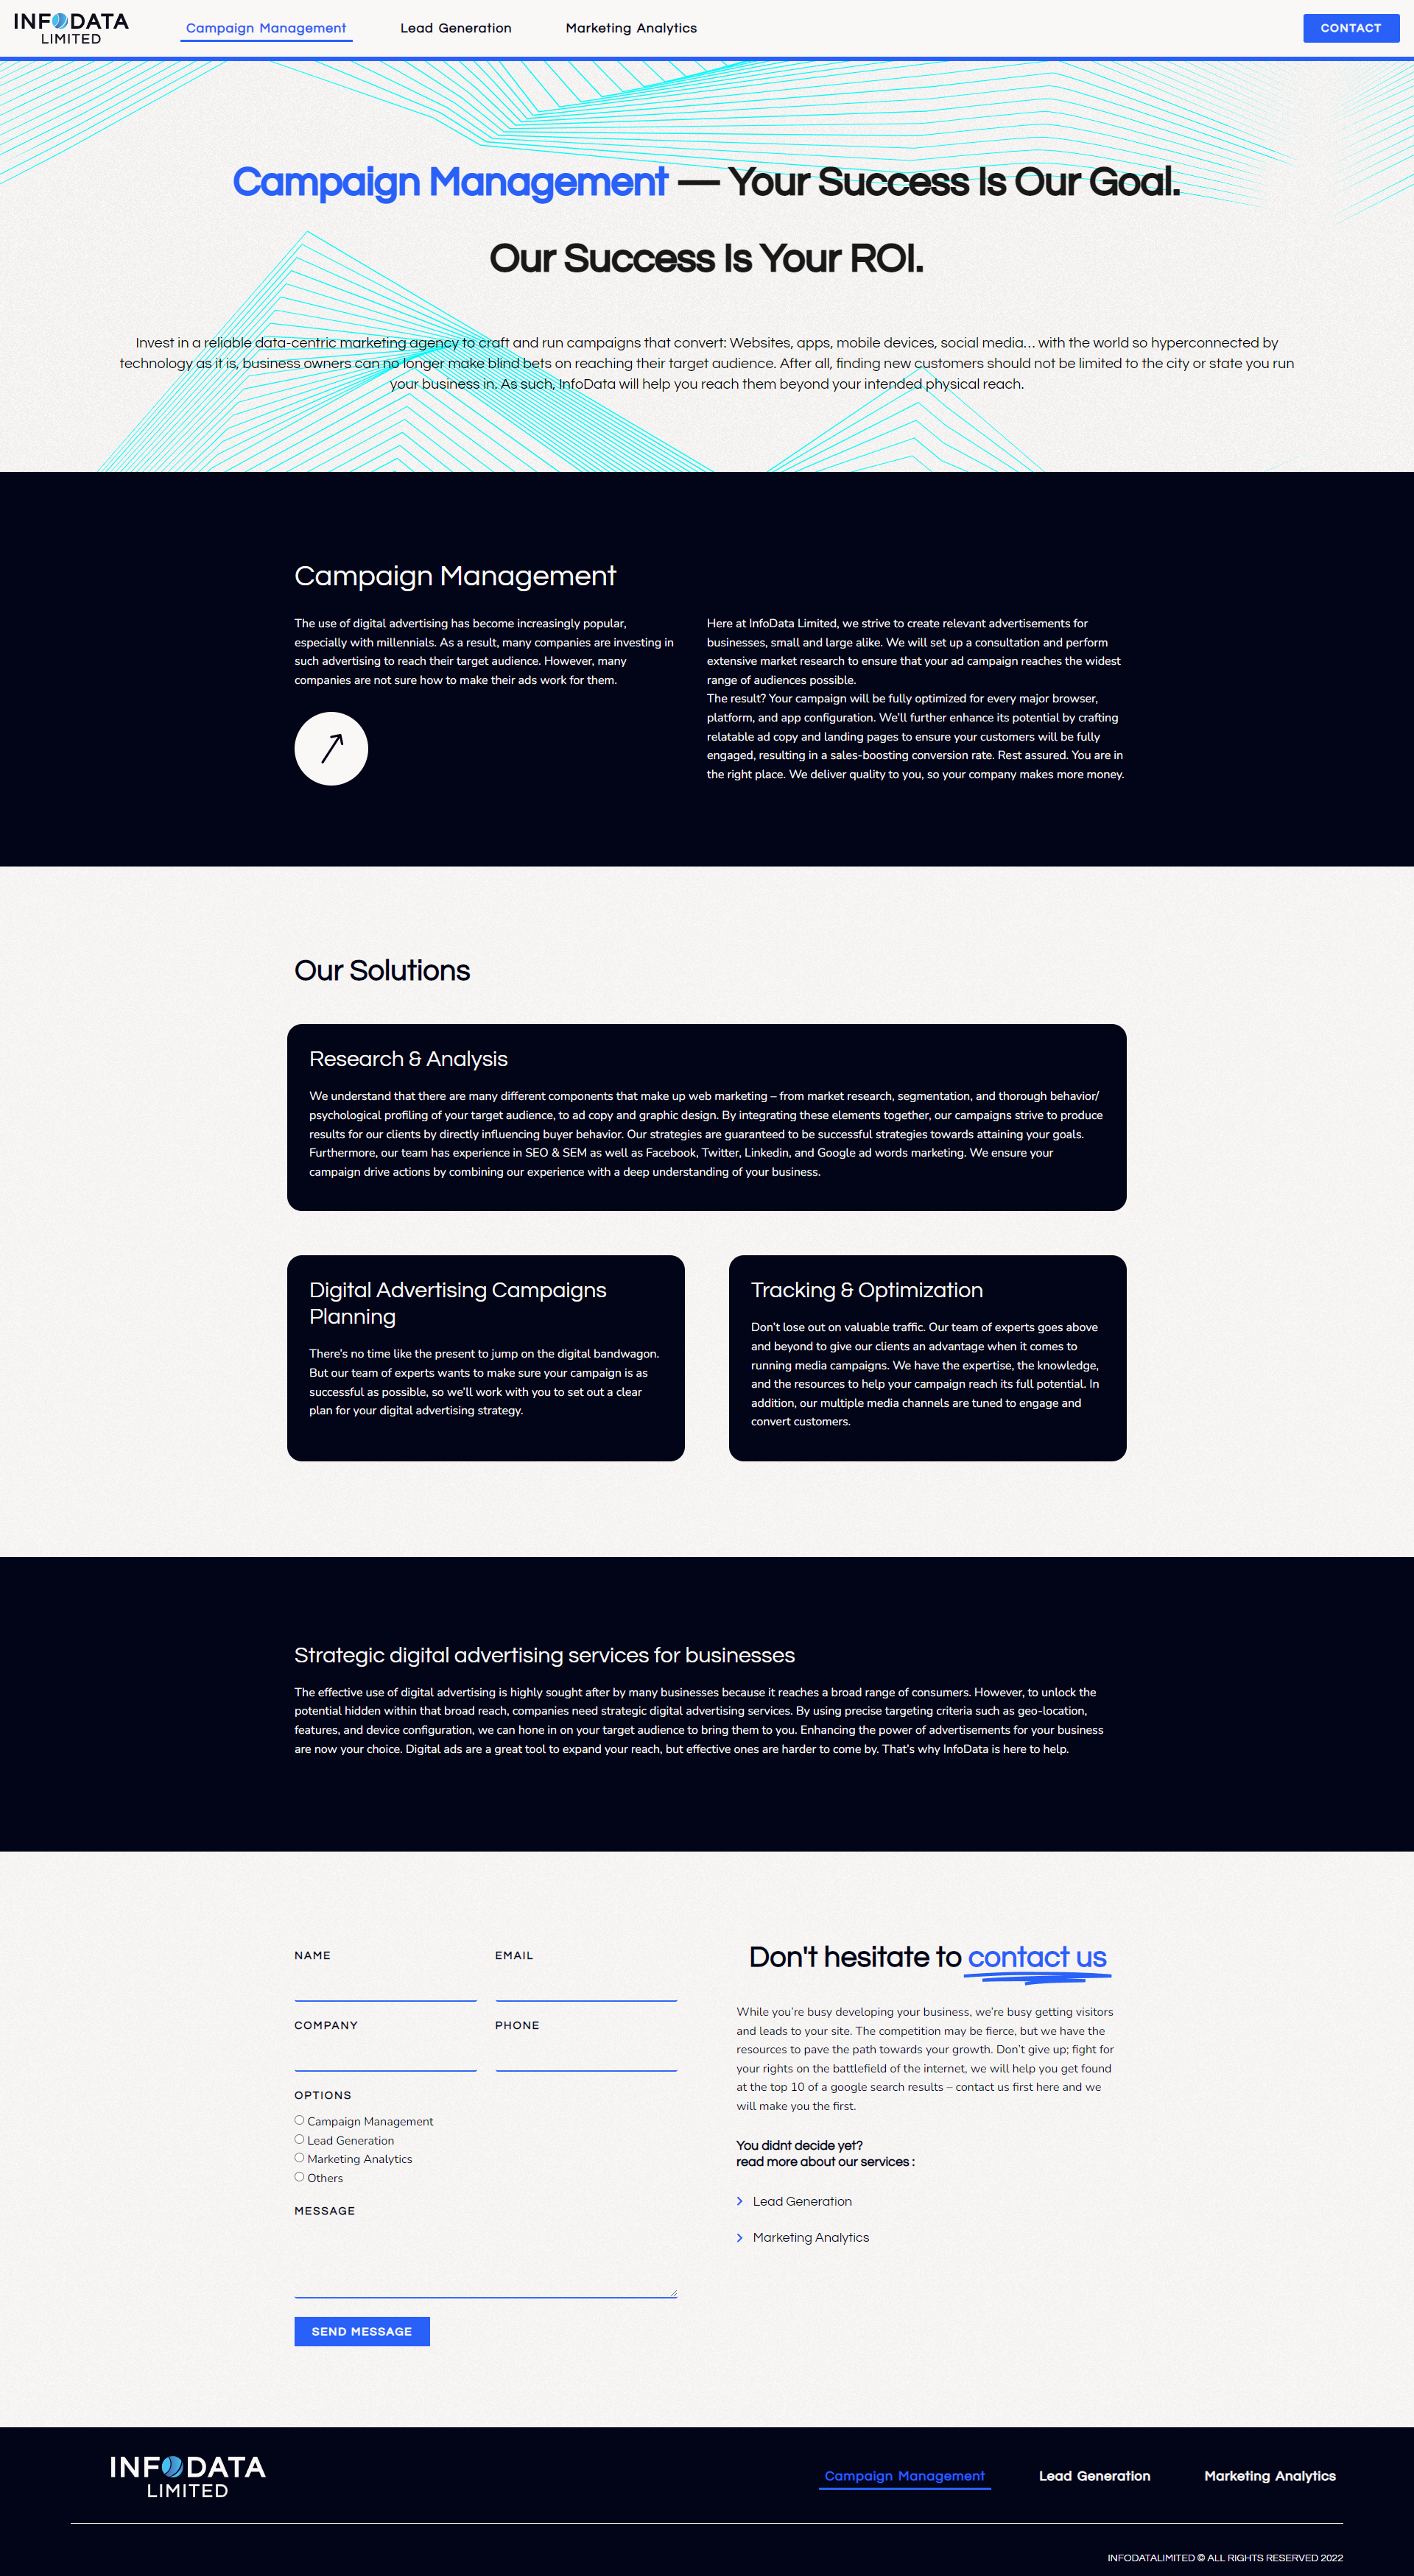 INFODATA
LIMITED
Campaign Management
Lead Generation
Marketing Analytics
CONTACT
Campaign Management — Your Success Is Our Goal.
Our Success Is Your ROI.
Invest in a reliable data-centric marketing agency to craft and run campaigns that convert: Websites, apps, mobile devices, social media… with the world so hyperconnected by
technology as it is, business owners can no longer make blind bets on reaching their target audience. After all, finding new customers should not be limited to the city or state you run
your business in. As such, InfoData will help you reach them beyond your intended physical reach.
Campaign Management
The use of digital advertising has become increasingly popular,
especially with millennials. As a result, many companies are investing in
such advertising to reach their target audience. However, many
companies are not sure how to make their ads work for them.
Here at InfoData Limited, we strive to create relevant advertisements for
businesses, small and large alike. We will set up a consultation and perform
extensive market research to ensure that your ad campaign reaches the widest
range of audiences possible.
The result? Your campaign will be fully optimized for every major browser,
platform, and app configuration. We’ll further enhance its potential by crafting
relatable ad copy and landing pages to ensure your customers will be fully
engaged, resulting in a sales-boosting conversion rate. Rest assured. You are in
the right place. We deliver quality to you, so your company makes more money.
Our Solutions
Research & Analysis
We understand that there are many different components that make up web marketing – from market research, segmentation, and thorough behavior/
psychological profiling of your target audience, to ad copy and graphic design. By integrating these elements together, our campaigns strive to produce
results for our clients by directly influencing buyer behavior. Our strategies are guaranteed to be successful strategies towards attaining your goals.
Furthermore, our team has experience in SEO & SEM as well as Facebook, Twitter, Linkedin, and Google ad words marketing. We ensure your
campaign drive actions by combining our experience with a deep understanding of your business.
Digital Advertising Campaigns
Planning
There’s no time like the present to jump on the digital bandwagon.
But our team of experts wants to make sure your campaign is as
successful as possible, so we’ll work with you to set out a clear
plan for your digital advertising strategy.
Tracking & Optimization
Don’t lose out on valuable traffic. Our team of experts goes above
and beyond to give our clients an advantage when it comes to
running media campaigns. We have the expertise, the knowledge,
and the resources to help your campaign reach its full potential. In
addition, our multiple media channels are tuned to engage and
convert customers.
Strategic digital advertising services for businesses
The effective use of digital advertising is highly sought after by many businesses because it reaches a broad range of consumers. However, to unlock the
potential hidden within that broad reach, companies need strategic digital advertising services. By using precise targeting criteria such as geo-location,
features, and device configuration, we can hone in on your target audience to bring them to you. Enhancing the power of advertisements for your business
are now your choice. Digital ads are a great tool to expand your reach, but effective ones are harder to come by. That’s why InfoData is here to help.
NAME
EMAIL
COMPANY
PHONE
OPTIONS
Campaign Management
Lead Generation
Marketing Analytics
Others
MESSAGE
SEND MESSAGE
Don't hesitate to contact us
While you’re busy developing your business, we’re busy getting visitors
and leads to your site. The competition may be fierce, but we have the
resources to pave the path towards your growth. Don’t give up; fight for
your rights on the battlefield of the internet, we will help you get found
at the top 10 of a google search results – contact us first here and we
will make you the first.
You didnt decide yet?
read more about our services :
Lead Generation
Marketing Analytics
INFODATA
LIMITED
Campaign Management
Lead Generation
Marketing Analytics
INFODATALIMITED © ALL RIGHTS RESERVED 2022